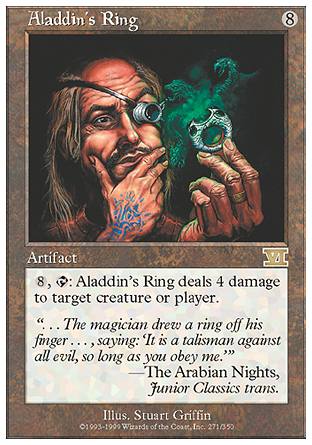 Aladdin's Ring 8
Artifact VI
8, : Aladdin's Ring deals 4 damage
to target creature or player.
“. . . The magician drew a ring off his
finger . . . , saying: ‘It is a talisman against
all evil, so long as you obey me.’”
—The Arabian Nights,
Junior Classics trans.
Illus. Stuart Griffin
©1993-1999 Wizards of the Coast, Inc. 271/350